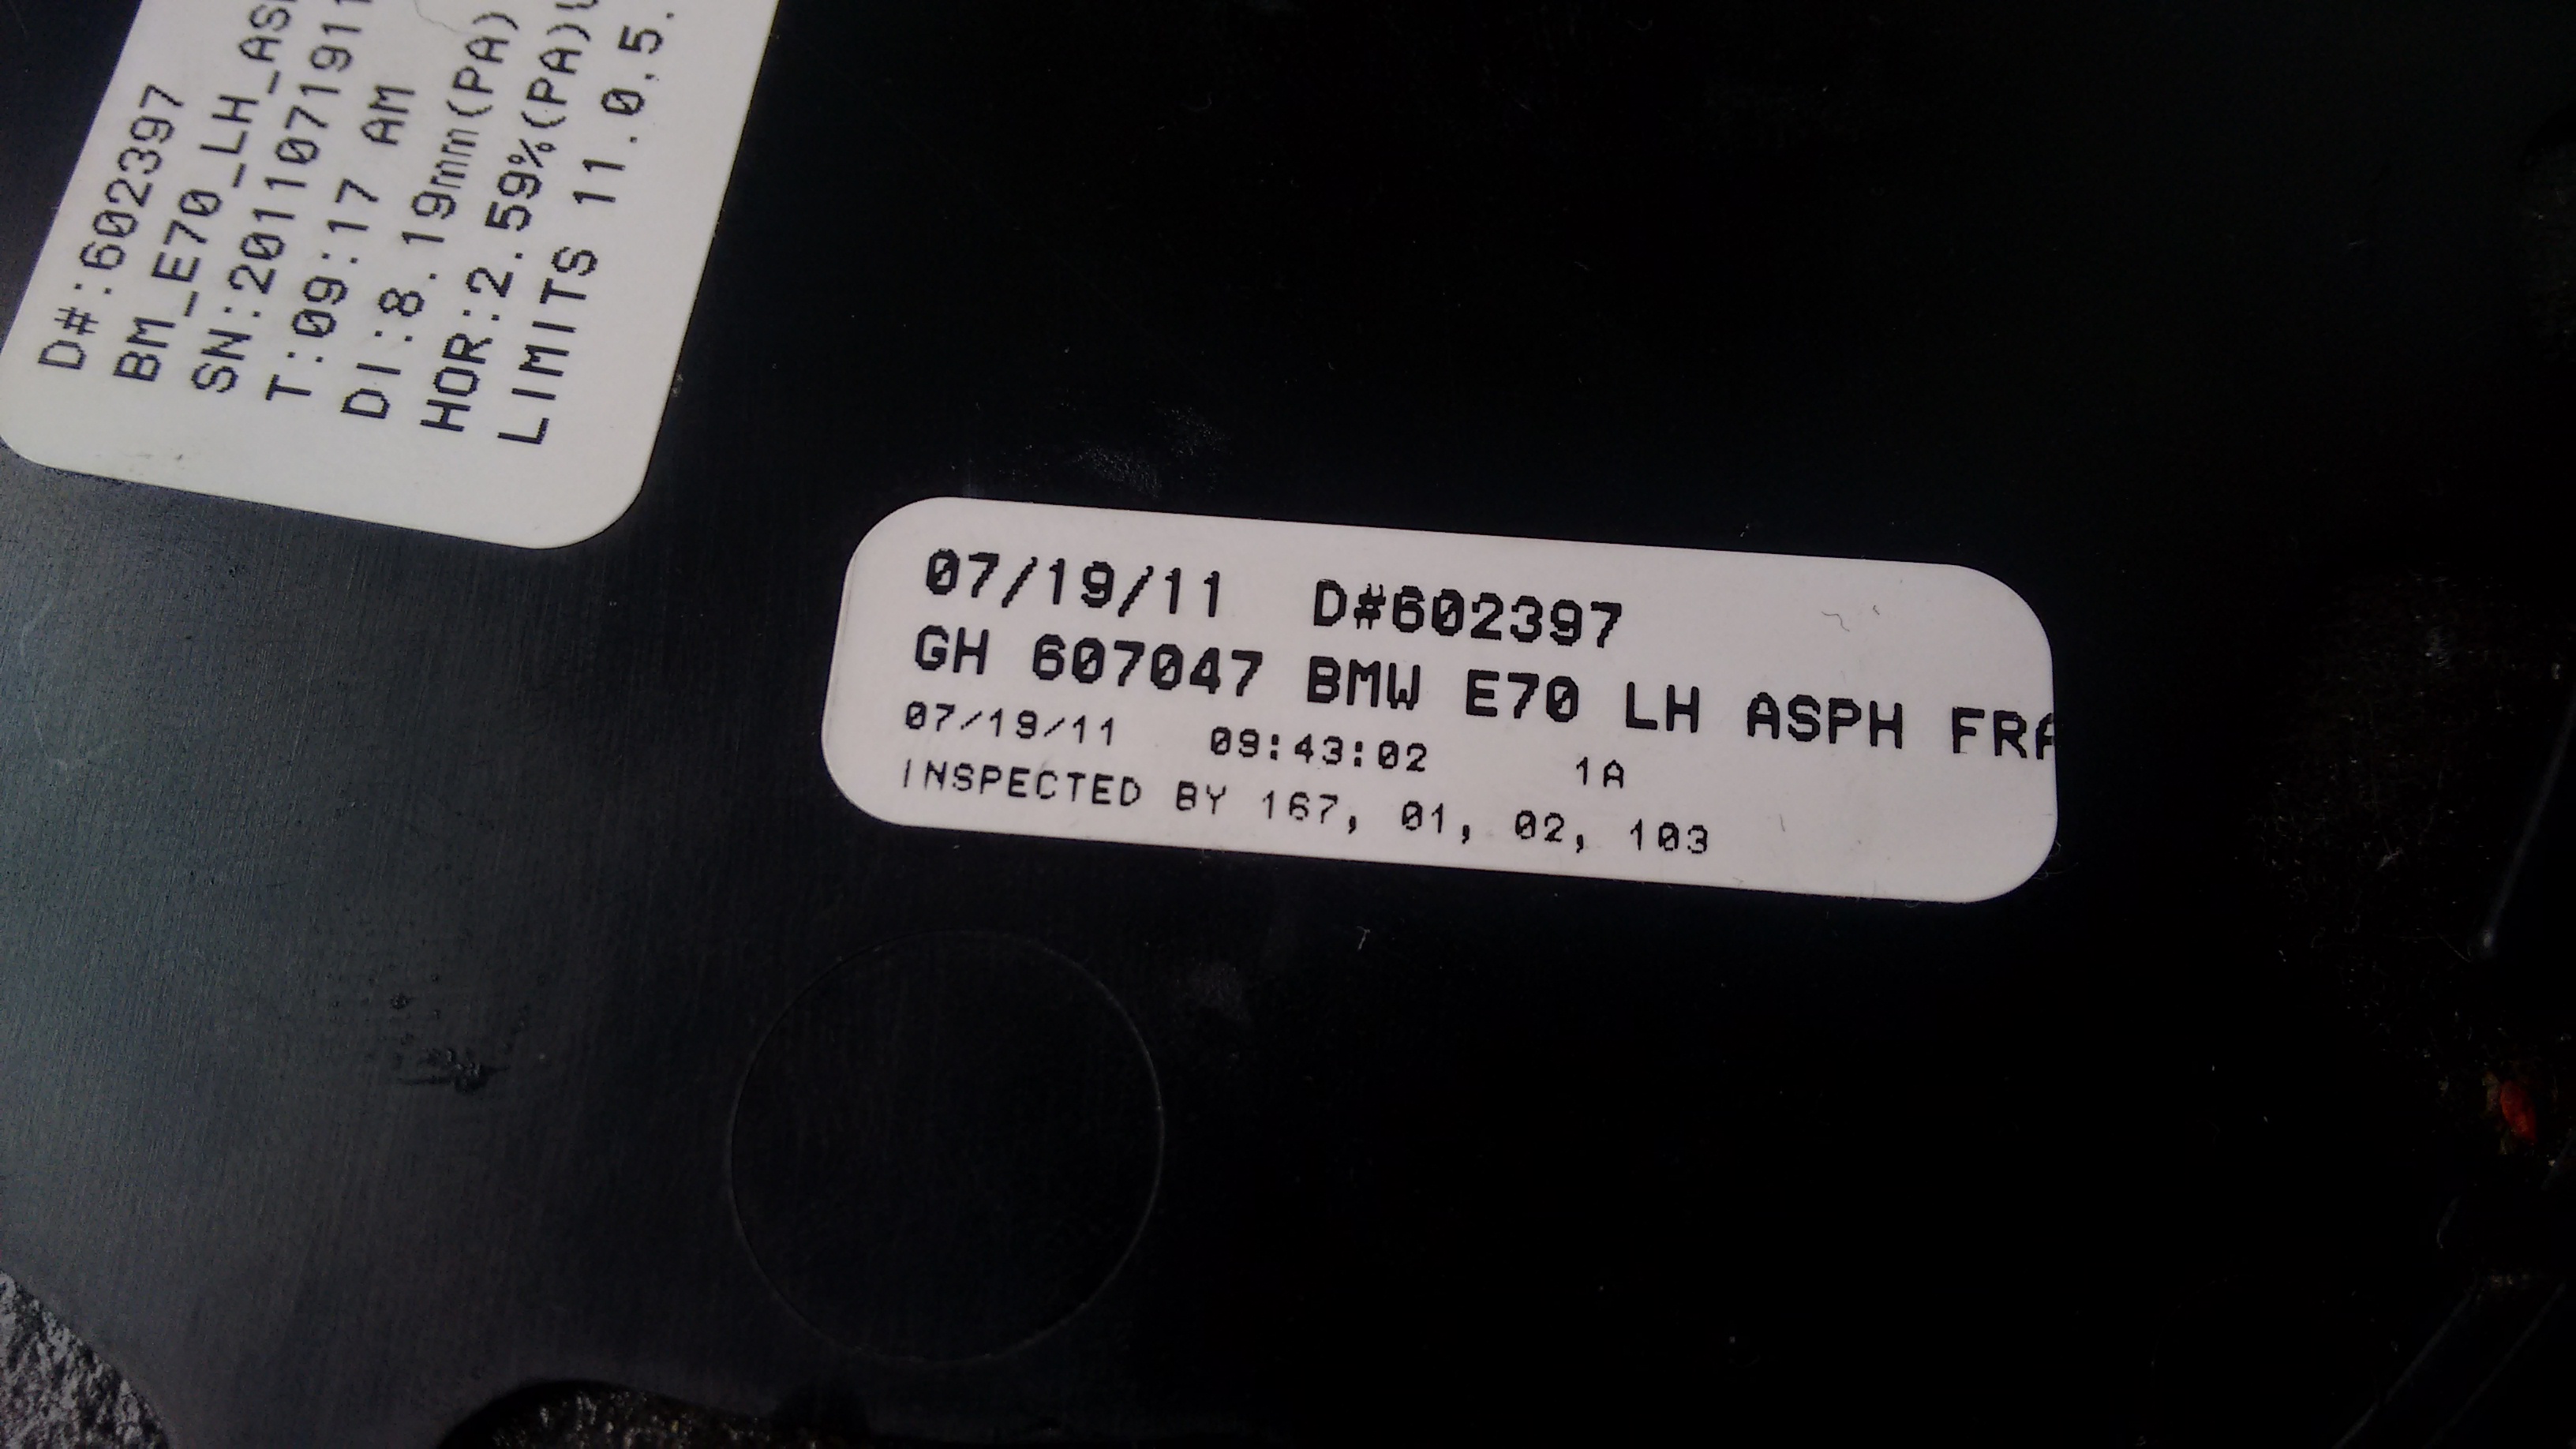 D#:602397
BM_E70_LH_AS
SN:2011071911
T:09:17 AM
DI:8.19mm(PA)
HOR:2.59%(PA)
LIMITS 11.0,5.
07/19/11 D#602397
GH 607047 BMW E70 LH ASPH FRA
07/19/11 09:43:02 1A
INSPECTED BY 167, 01, 02, 103